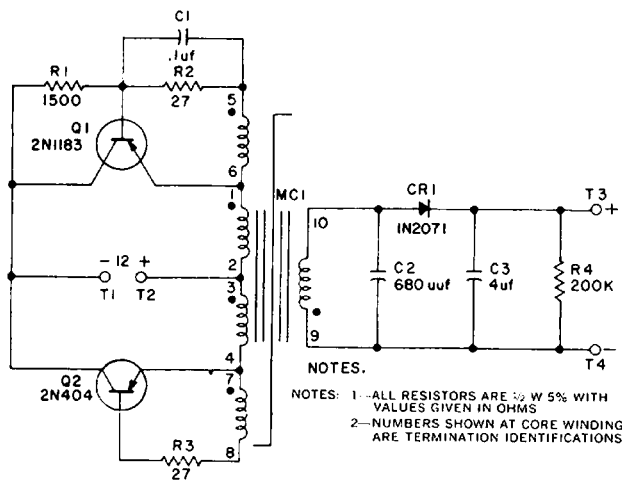 C1
.1uf
R1
1500
R2
27
5
Q1
2N1183
6
1
MC1
10
CR1
1N2071
T3 +
- 12 +
T1 T2
2
3
C2
680 uuf
C3
4uf
R4
200K
4
9
T4 -
Q2
2N404
7
8
R3
27
NOTES.
NOTES: 1—ALL RESISTORS ARE ½ W 5% WITH
VALUES GIVEN IN OHMS
2—NUMBERS SHOWN AT CORE WINDING
ARE TERMINATION IDENTIFICATIONS